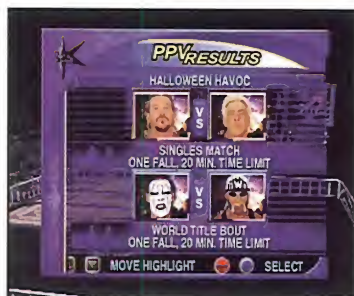 PPV RESULTS
HALLOWEEN HAVOC
VS
SINGLES MATCH
ONE FALL, 20 MIN. TIME LIMIT
VS
WORLD TITLE BOUT
ONE FALL, 20 MIN. TIME LIMIT
MOVE HIGHLIGHT SELECT